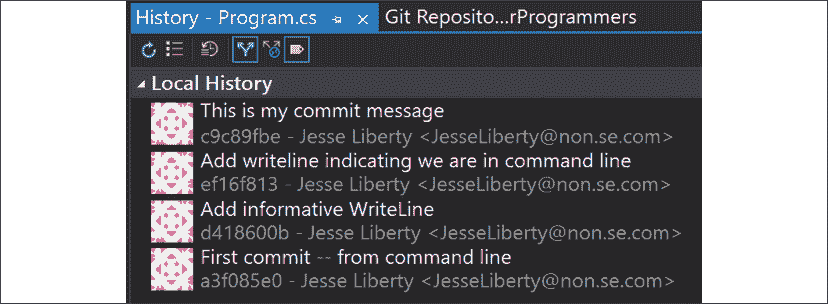 History - Program.cs
Git Reposito...rProgrammers
Local History
This is my commit message
c9c89fbe - Jesse Liberty <JesseLiberty@non.se.com>
Add writeline indicating we are in command line
ef16f813 - Jesse Liberty <JesseLiberty@non.se.com>
Add informative WriteLine
d418600b - Jesse Liberty <JesseLiberty@non.se.com>
First commit -- from command line
a3f085e0 - Jesse Liberty <JesseLiberty@non.se.com>